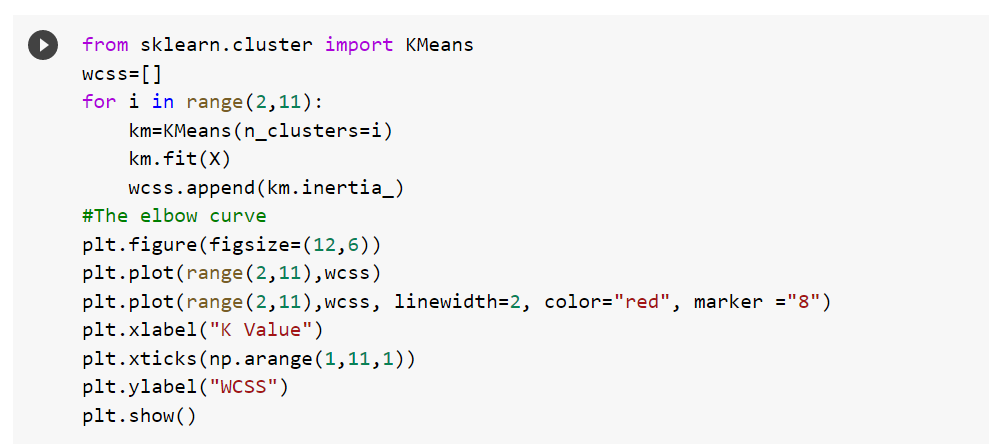 from sklearn.cluster import KMeans
wcss=[]
for i in range(2,11):
    km=KMeans(n_clusters=i)
    km.fit(X)
    wcss.append(km.inertia_)
#The elbow curve
plt.figure(figsize=(12,6))
plt.plot(range(2,11),wcss)
plt.plot(range(2,11),wcss, linewidth=2, color="red", marker ="8")
plt.xlabel("K Value")
plt.xticks(np.arange(1,11,1))
plt.ylabel("WCSS")
plt.show()